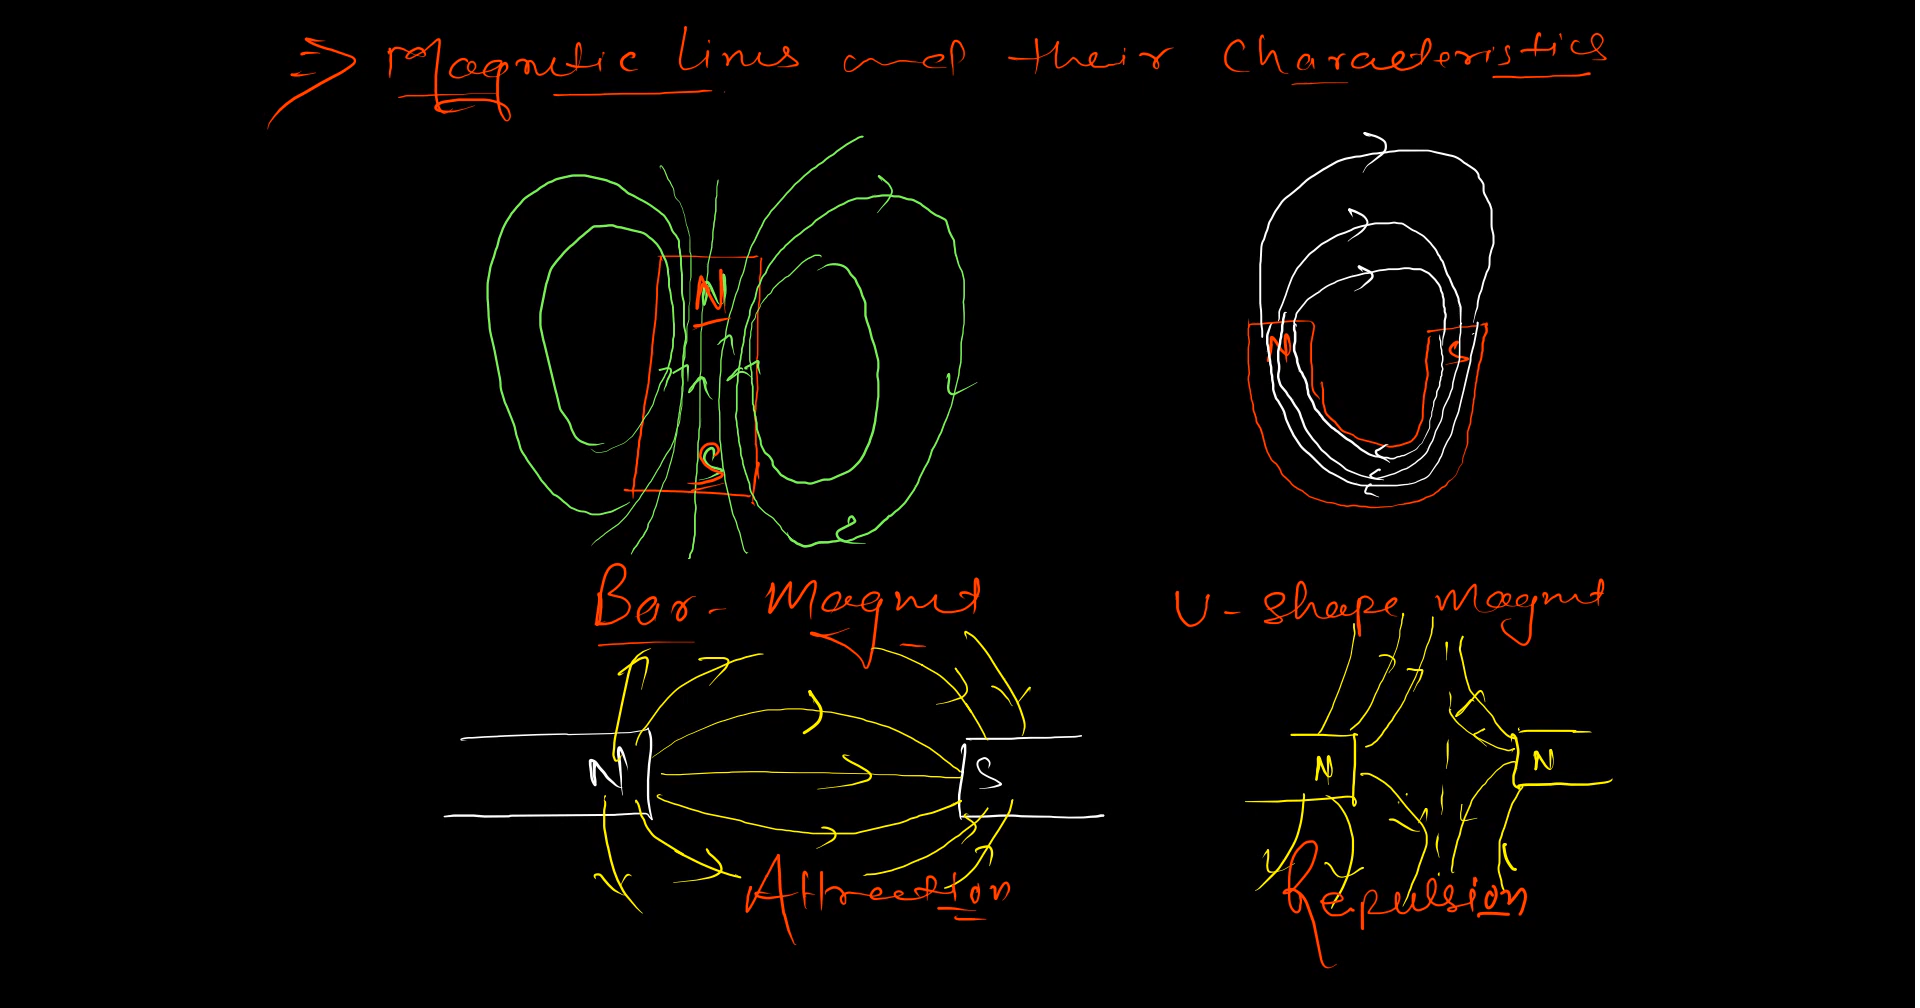 ⇒ Magnetic lines and their Characteristics
N
S
N S
Bar - Magnet
U - shape Magnet
N S
N N
Attraction
Repulsion